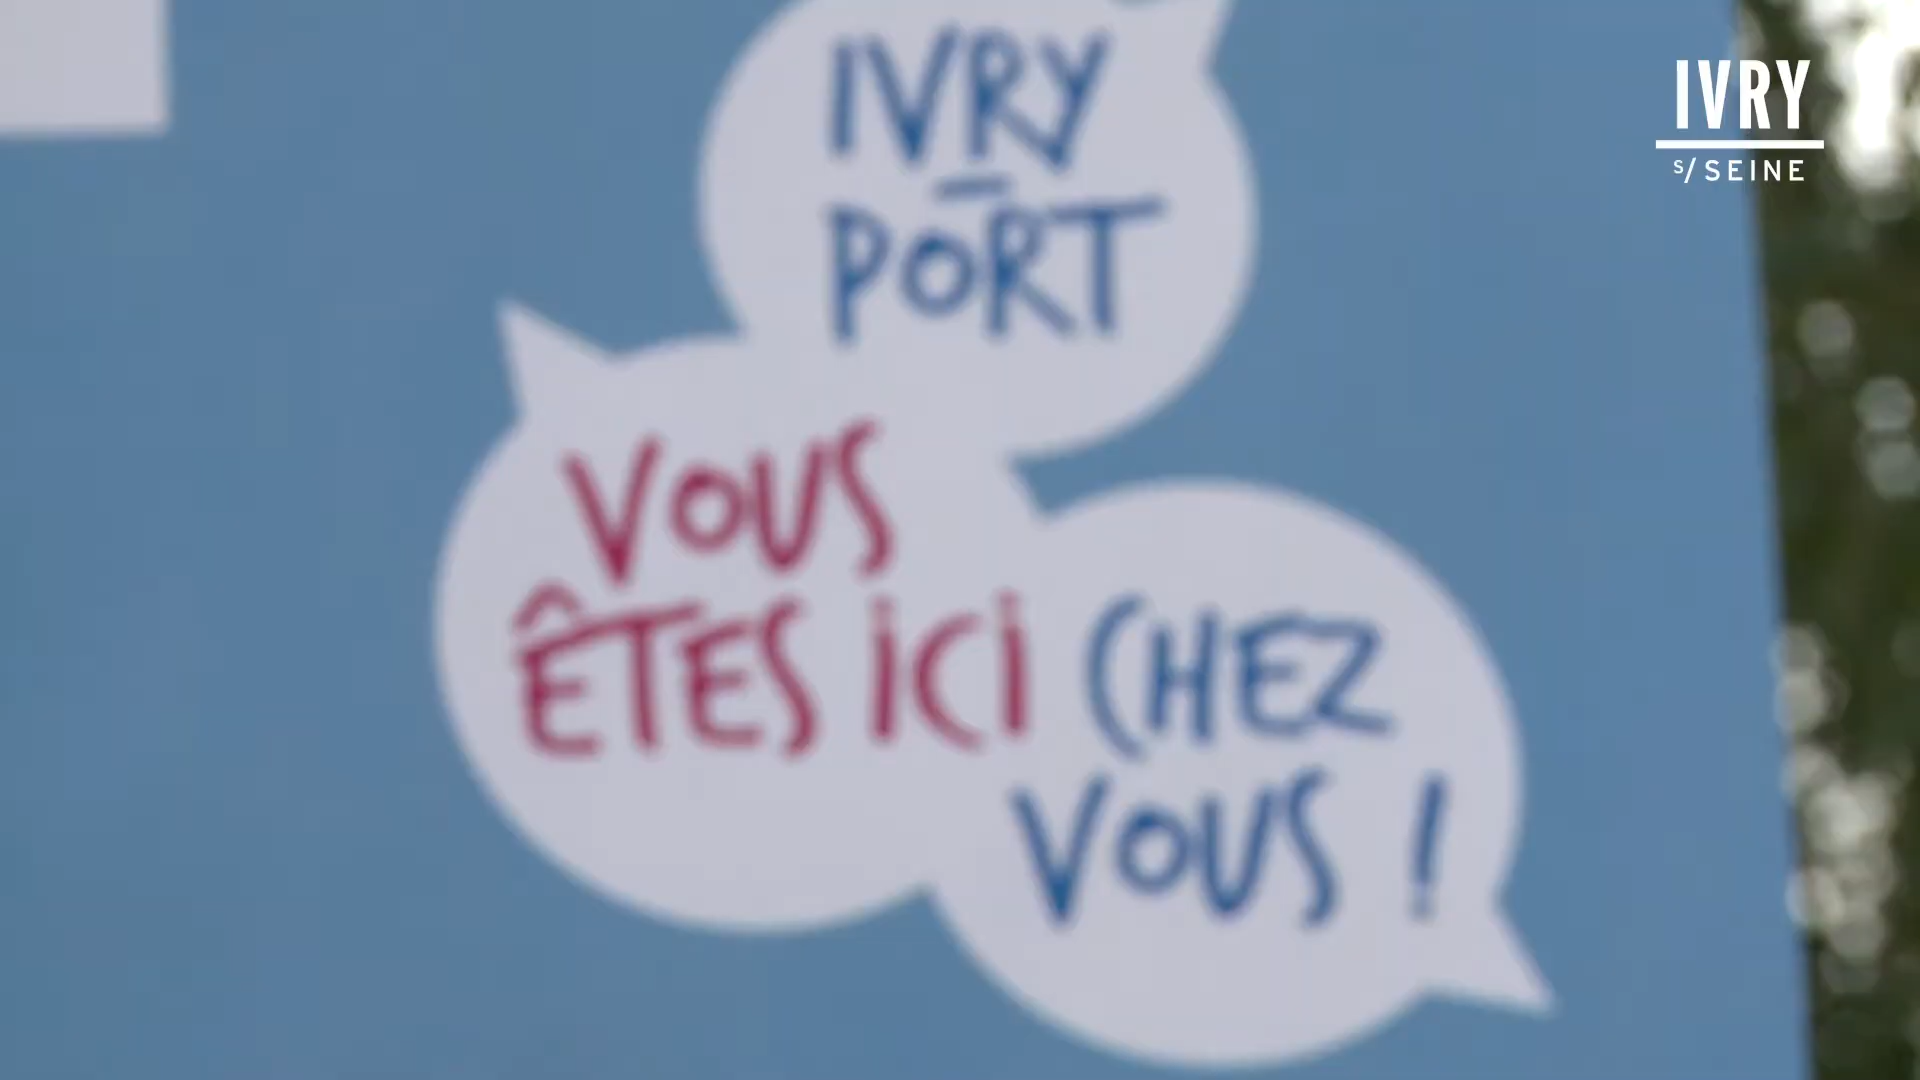 IVRY
PORT
VOUS
ÊTES ICI CHEZ
VOUS !
IVRY
S/SEINE